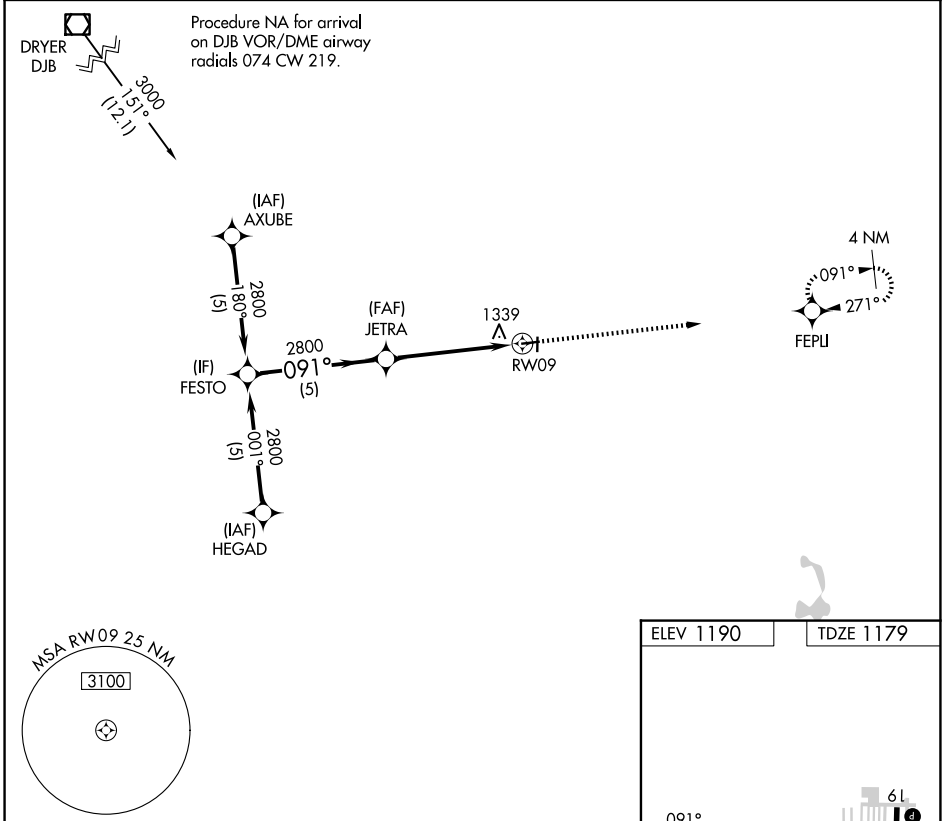 DRYER
DJB
Procedure NA for arrival
on DJB VOR/DME airway
radials 074 CW 219.
3000
151°
(12.1)
(IAF)
AXUBE
2800
180°
(5)
4 NM
091°
271°
FEPLI
(FAF)
JETRA
1339
RW09
(IF)
FESTO
2800
091°
(5)
2800
001°
(5)
(IAF)
HEGAD
MSA RW09 25 NM
3100
ELEV 1190
TDZE 1179
19
P
091°